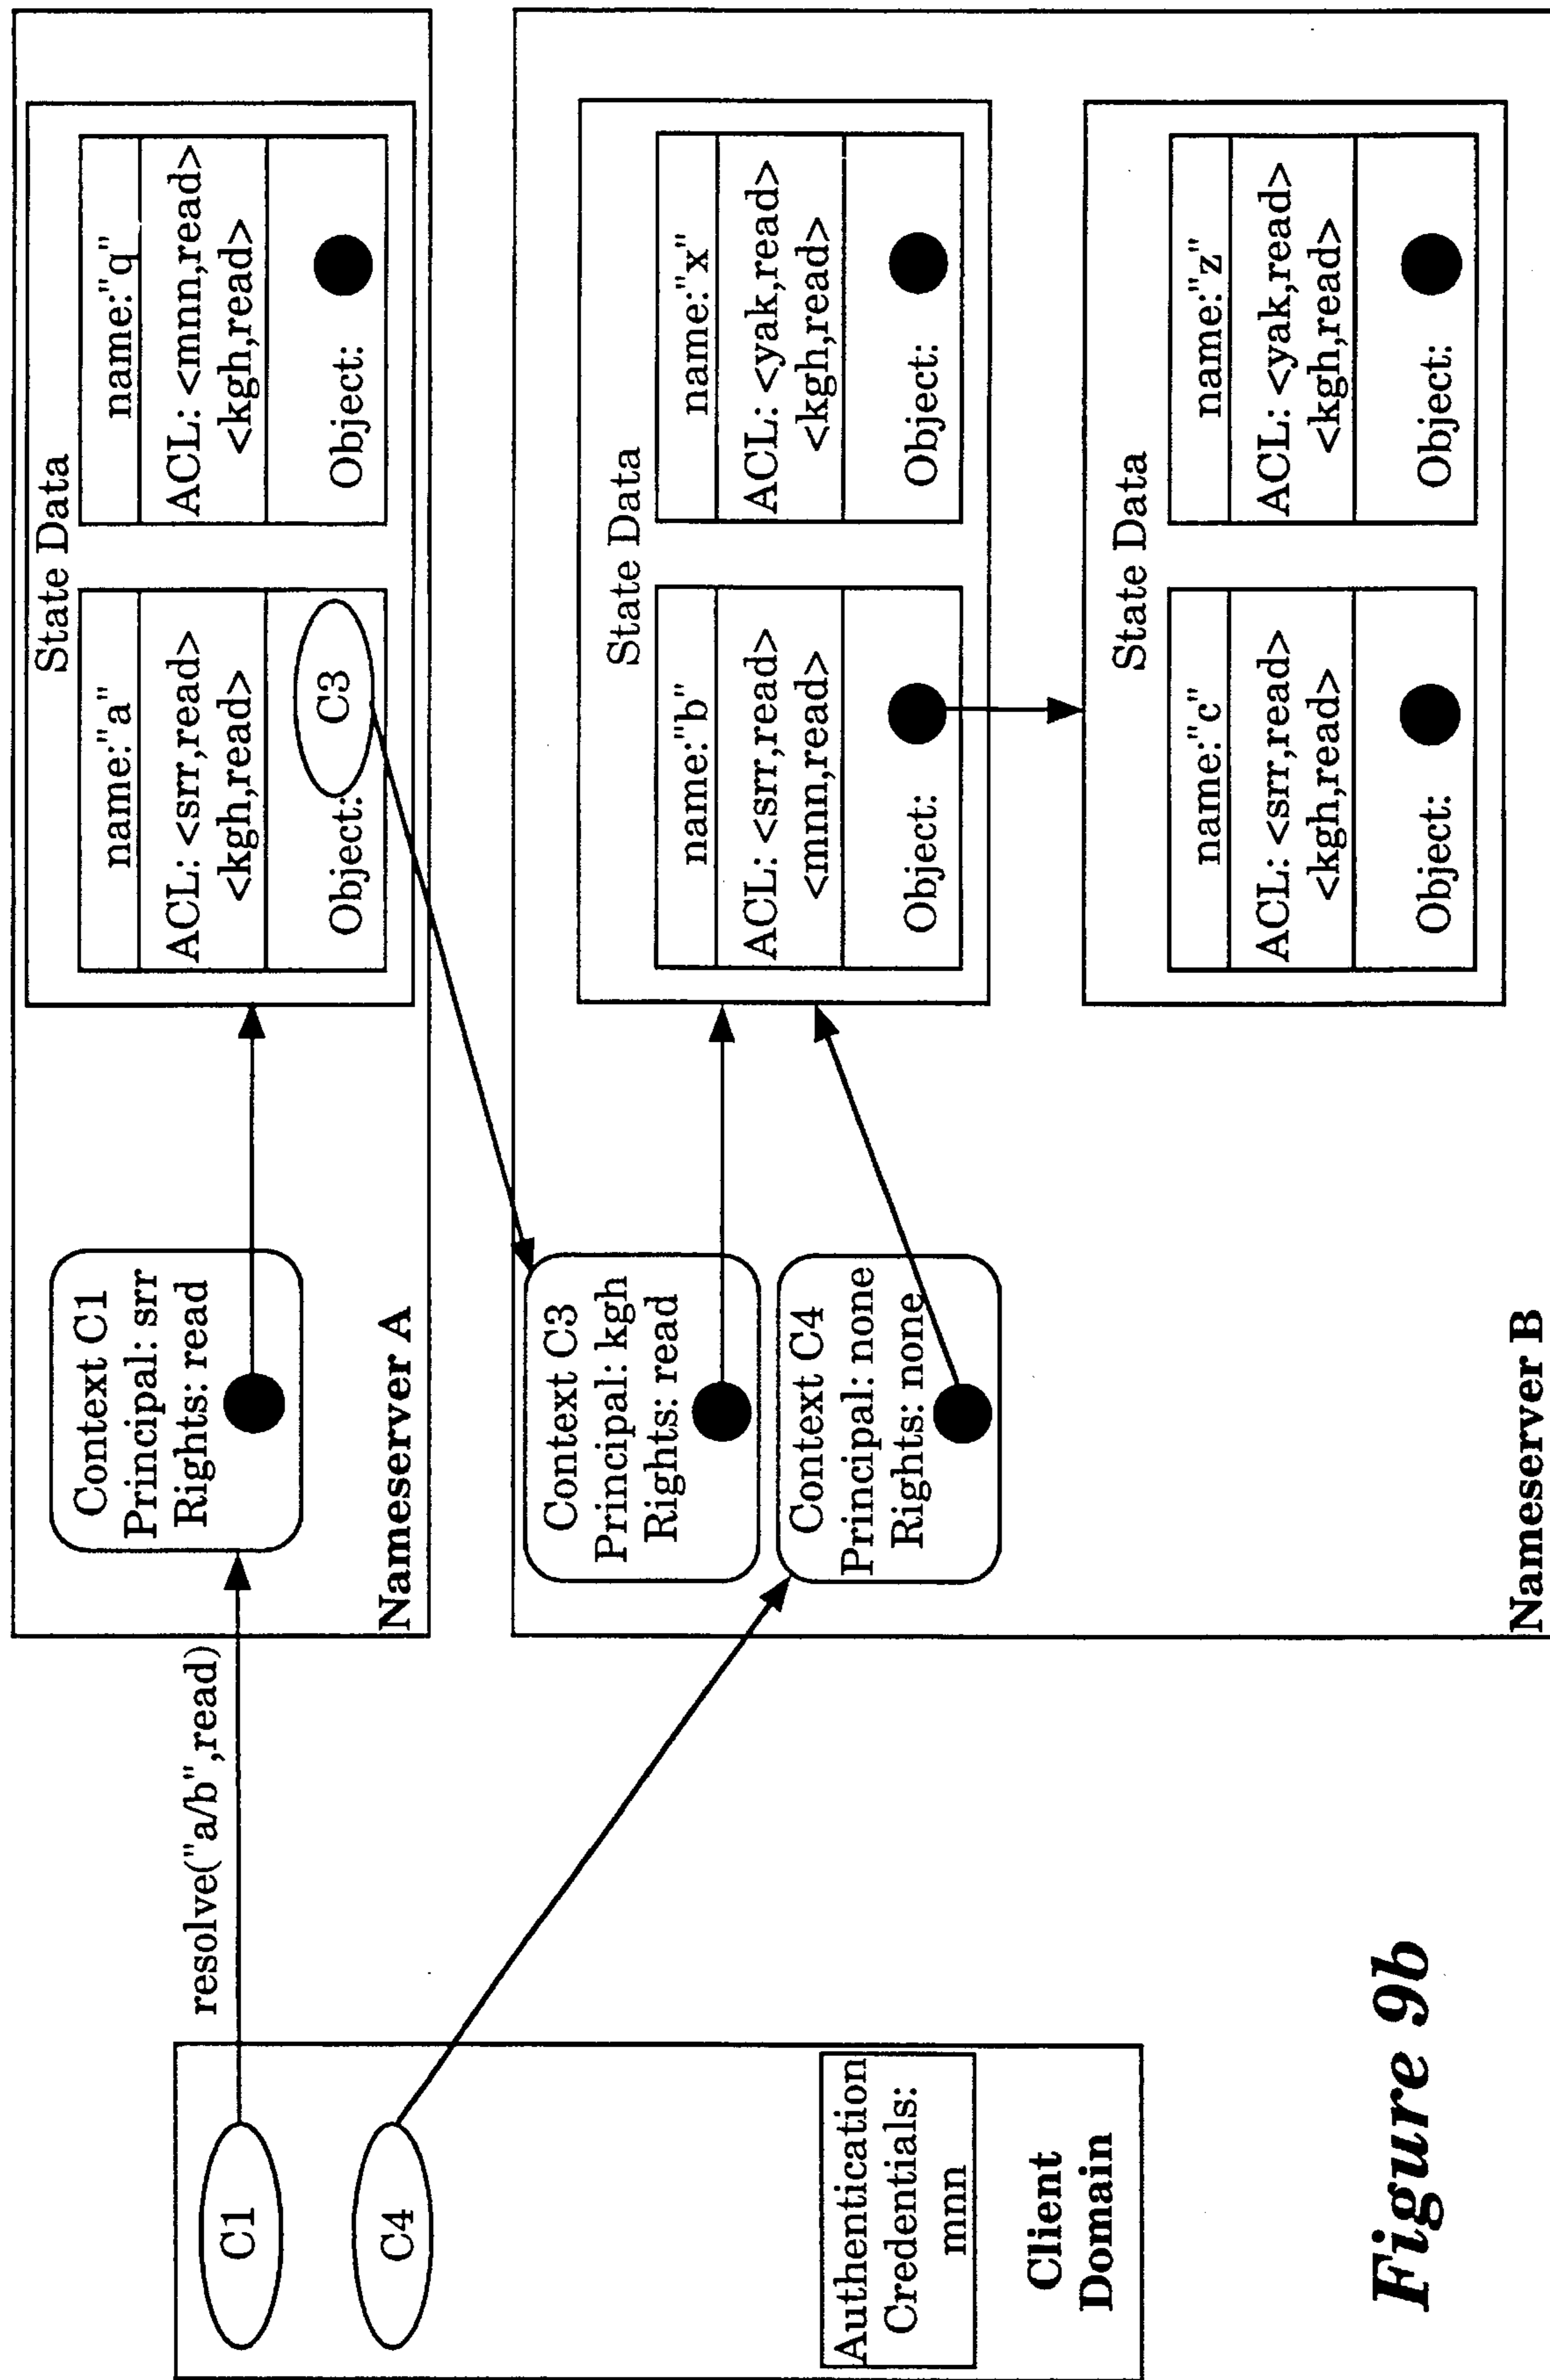 C1
C4
Authentication
Credentials:
mnn
Client
Domain
resolve("a/b",read)
Context C1
Principal: srr
Rights: read
Nameserver A
State Data
name:"a"
ACL: <srr,read>
<kgh,read>
Object:
C3
name:"q"
ACL: <mnn,read>
<kgh,read>
Object:
Context C3
Principal: kgh
Rights: read
Context C4
Principal: none
Rights: none
Nameserver B
State Data
name:"b"
ACL: <srr,read>
<mnn,read>
Object:
name:"x"
ACL: <yak,read>
<kgh,read>
Object:
State Data
name:"c"
ACL: <srr,read>
<kgh,read>
Object:
name:"z"
ACL: <yak,read>
<kgh,read>
Object:
Figure 9b